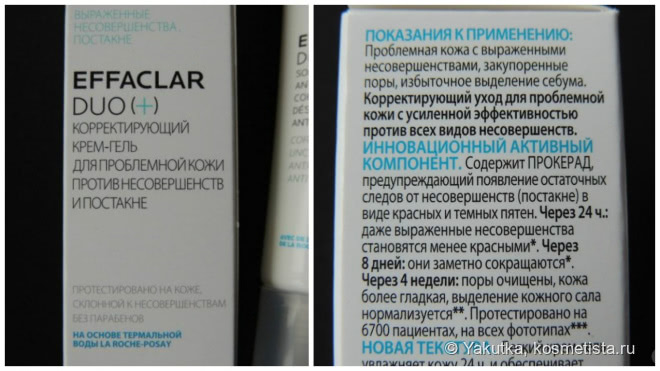 ВЫРАЖЕННЫЕ
НЕСОВЕРШЕНСТВА,
ПОСТАКНЕ
EFFACLAR
DUO (+)
КОРРЕКТИРУЮЩИЙ
КРЕМ-ГЕЛЬ
ДЛЯ ПРОБЛЕМНОЙ КОЖИ
ПРОТИВ НЕСОВЕРШЕНСТВ
И ПОСТАКНЕ
ПРОТЕСТИРОВАНО НА КОЖЕ,
СКЛОННОЙ К НЕСОВЕРШЕНСТВАМ
БЕЗ ПАРАБЕНОВ
НА ОСНОВЕ ТЕРМАЛЬНОЙ
ВОДЫ LA ROCHE-POSAY
ПОКАЗАНИЯ К ПРИМЕНЕНИЮ:
Проблемная кожа с выраженными
несовершенствами, закупоренные
поры, избыточное выделение себума.
Корректирующий уход для проблемной
кожи с усиленной эффективностью
против всех видов несовершенств.
ИННОВАЦИОННЫЙ АКТИВНЫЙ
КОМПОНЕНТ. Содержит ПРОКЕРАД,
предупреждающий появление остаточных
следов от несовершенств (постакне) в
виде красных и темных пятен. Через 24 ч.:
даже выраженные несовершенства
становятся менее красными*. Через
8 дней: они заметно сокращаются*.
Через 4 недели: поры очищены, кожа
более гладкая, выделение кожного сала
нормализуется**. Протестировано на
6700 пациентах, на всех фототипах***.
НОВАЯ
увлажняет кожу 24 ч. и обеспечивает
© Yakutka, kosmetista.ru